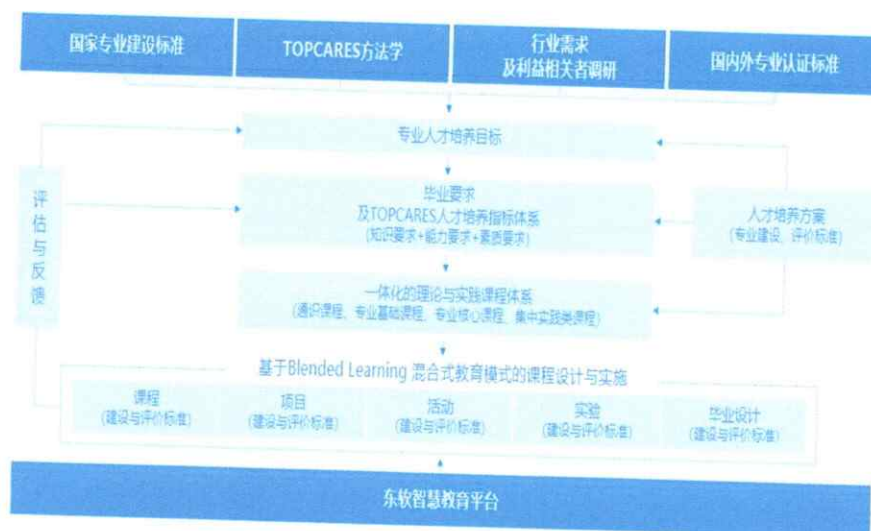 国家专业建设标准
TOPCARES方法学
行业需求
及利益相关者调研
国内外专业认证标准
专业人才培养目标
毕业要求
及TOPCARES人才培养指标体系
(知识要求+能力要求+素质要求)
评估与反馈
人才培养方案
(专业建设、评价标准)
一体化的理论与实践课程体系
(通识课程、专业基础课程、专业核心课程、集中实践类课程)
基于Blended Learning 混合式教育模式的课程设计与实施
课程
(建设与评价标准)
项目
(建设与评价标准)
活动
(建设与评价标准)
实验
(建设与评价标准)
毕业设计
(建设与评价标准)
东软智慧教育平台